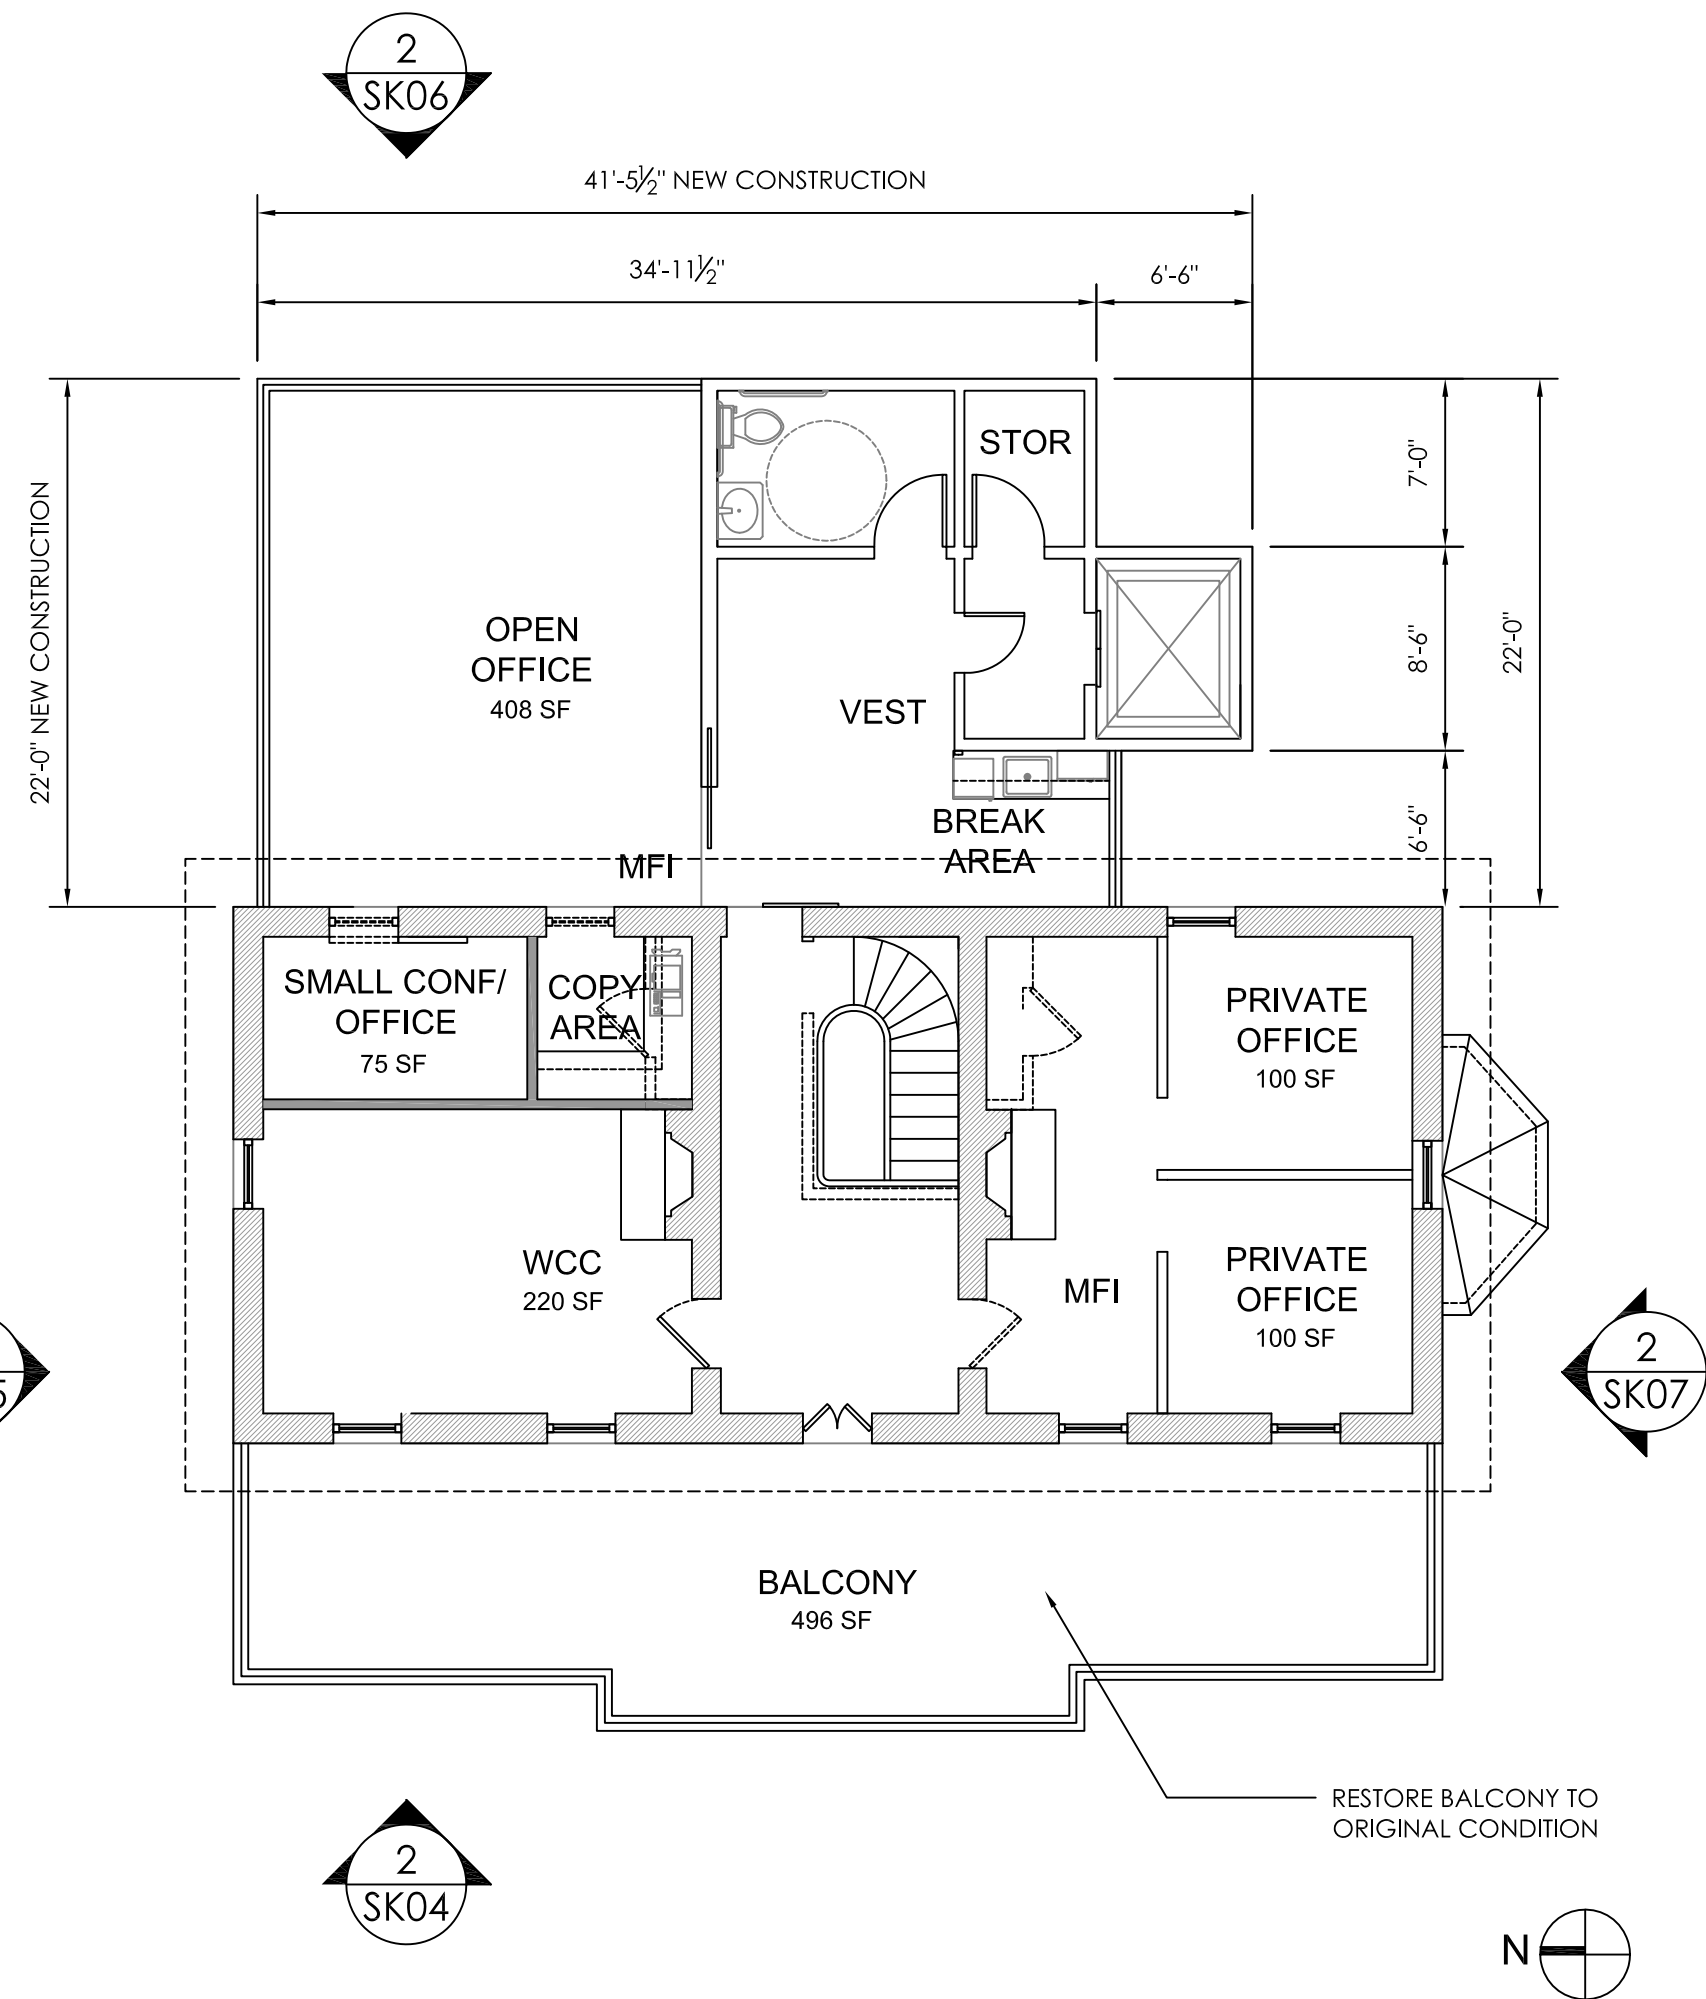 2
SK06
41'-5½" NEW CONSTRUCTION
34'-11½"
6'-6"
22'-0" NEW CONSTRUCTION
7'-0"
8'-6"
22'-0"
6'-6"
STOR
OPEN
OFFICE
408 SF
VEST
BREAK
AREA
MFI
SMALL CONF/
OFFICE
75 SF
COPY
AREA
PRIVATE
OFFICE
100 SF
WCC
220 SF
MFI
PRIVATE
OFFICE
100 SF
5
2
SK07
BALCONY
496 SF
RESTORE BALCONY TO
ORIGINAL CONDITION
2
SK04
N